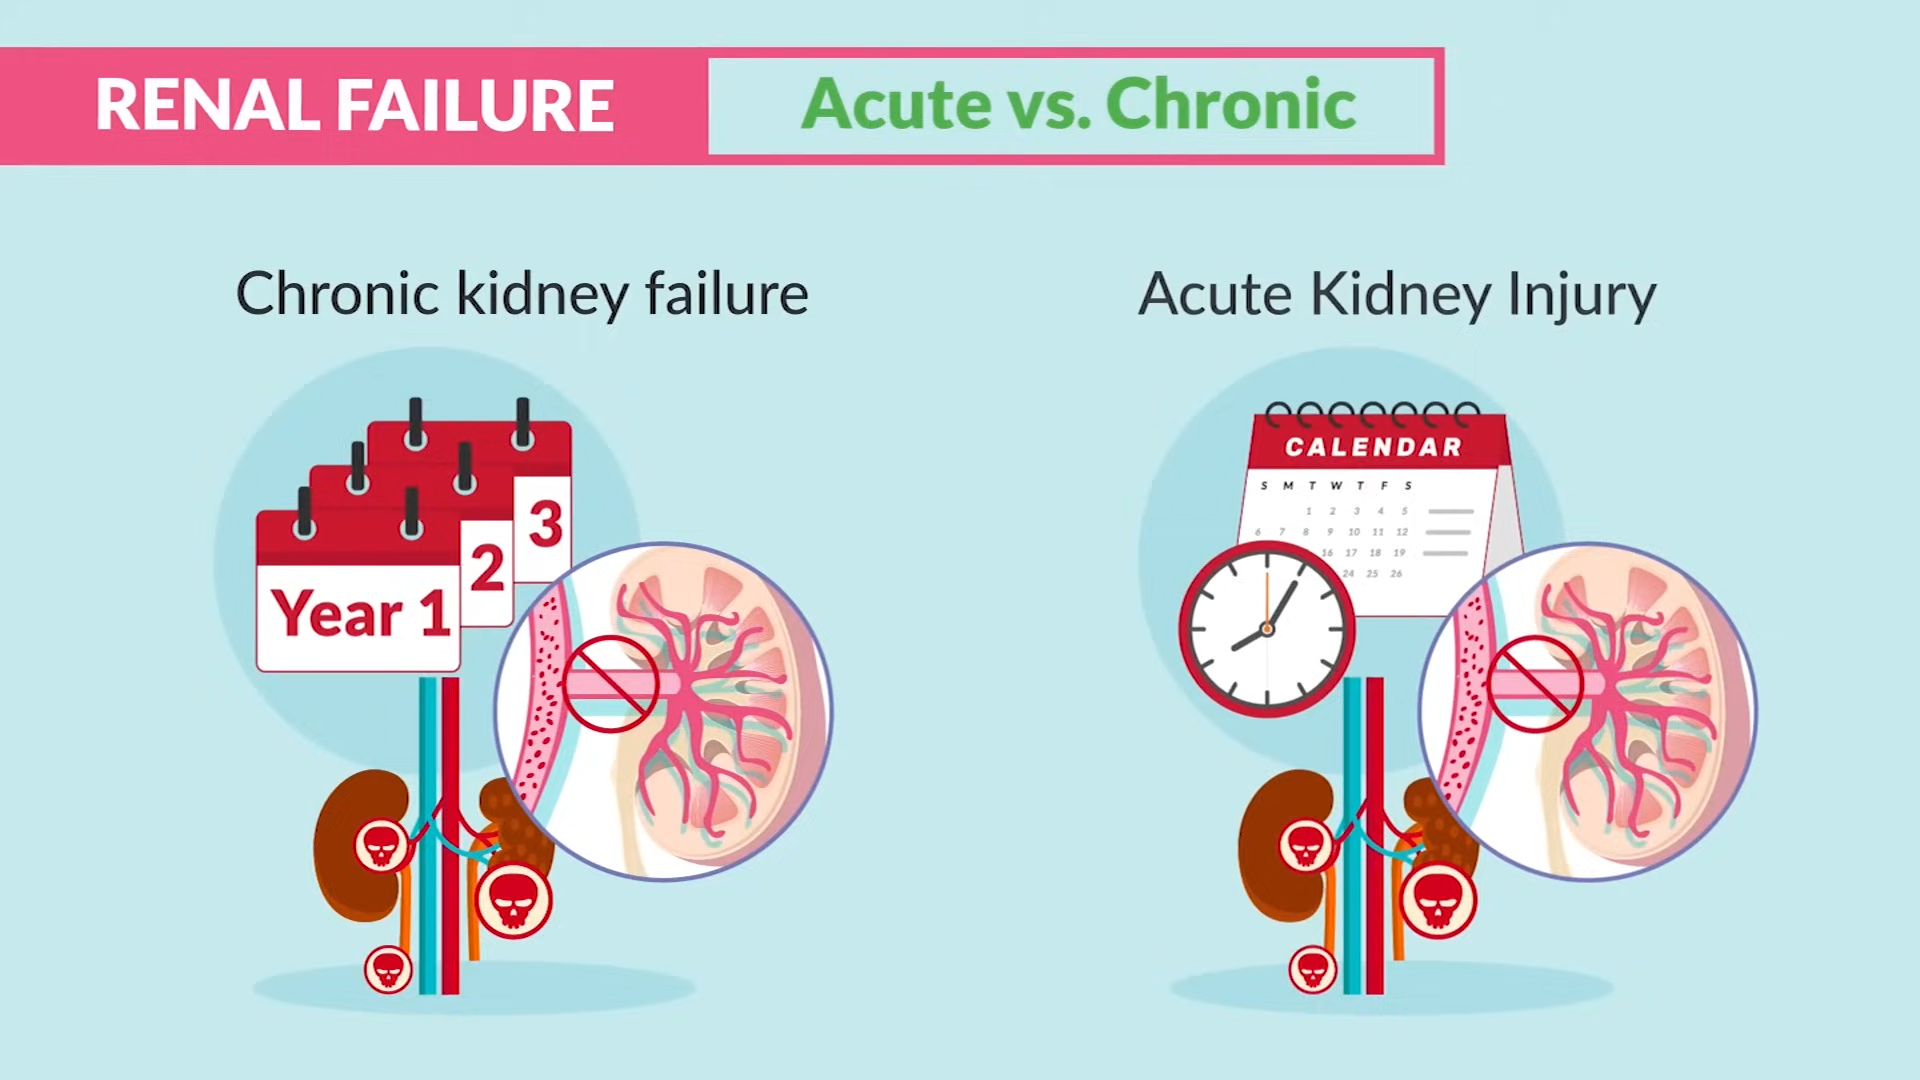 RENAL FAILURE
Acute vs. Chronic
Chronic kidney failure
Acute Kidney Injury
3
2
Year 1
CALENDAR
S M T W T F S
1 2 3 4 5
6 7 8 9 10 11 12
16 17 18 19
24 25 26